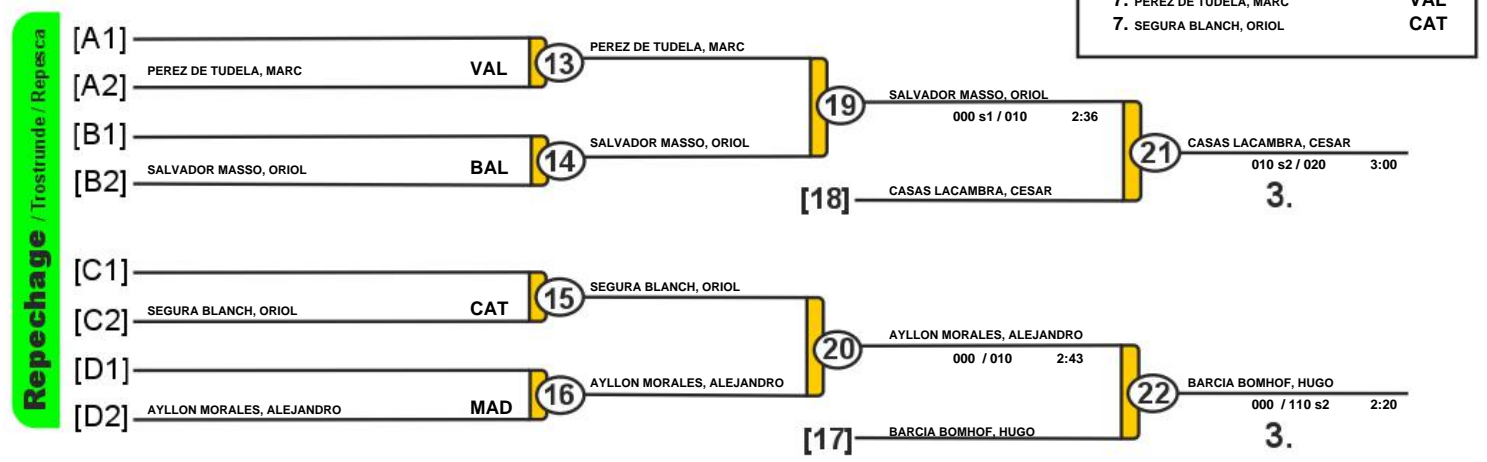 7. PEREZ DE TUDELA, MARC VAL
7. SEGURA BLANCH, ORIOL CAT
Repechage / Trostrunde / Repesca
[A1]
PEREZ DE TUDELA, MARC VAL
[A2]
13
PEREZ DE TUDELA, MARC
[B1]
SALVADOR MASSO, ORIOL BAL
[B2]
14
SALVADOR MASSO, ORIOL
19
SALVADOR MASSO, ORIOL
000 s1 / 010 2:36
[18]
CASAS LACAMBRA, CESAR
21
CASAS LACAMBRA, CESAR
010 s2 / 020 3:00
3.
[C1]
SEGURA BLANCH, ORIOL CAT
[C2]
15
SEGURA BLANCH, ORIOL
[D1]
AYLLON MORALES, ALEJANDRO MAD
[D2]
16
AYLLON MORALES, ALEJANDRO
20
AYLLON MORALES, ALEJANDRO
000 / 010 2:43
[17]
BARCIA BOMHOF, HUGO
22
BARCIA BOMHOF, HUGO
000 / 110 s2 2:20
3.